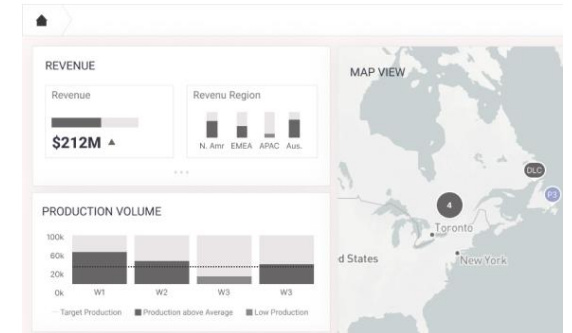 REVENUE
Revenue
$212M
Revenu Region
N. Amr EMEA APAC Aus.
PRODUCTION VOLUME
100k
60k
20k
0k
W1 W2 W3 W3
Target Production Production above Average Low Production
MAP VIEW
DLC
P3
4
Toronto
d States
New York